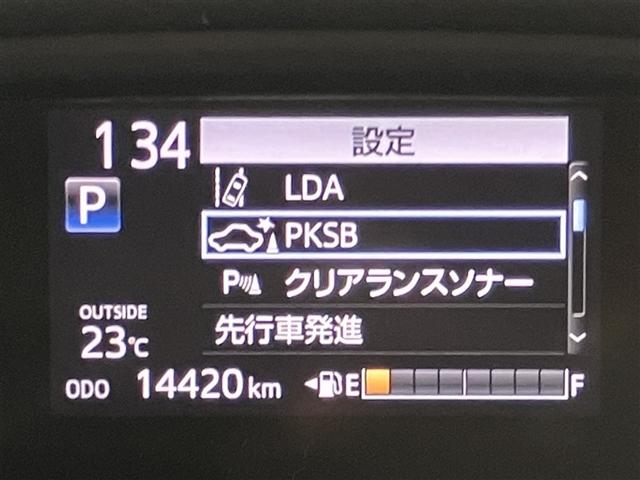 134
設定
P
LDA
PKSB
P クリアランスソナー
先行車発進
OUTSIDE
23℃
ODO 14420 km
E F